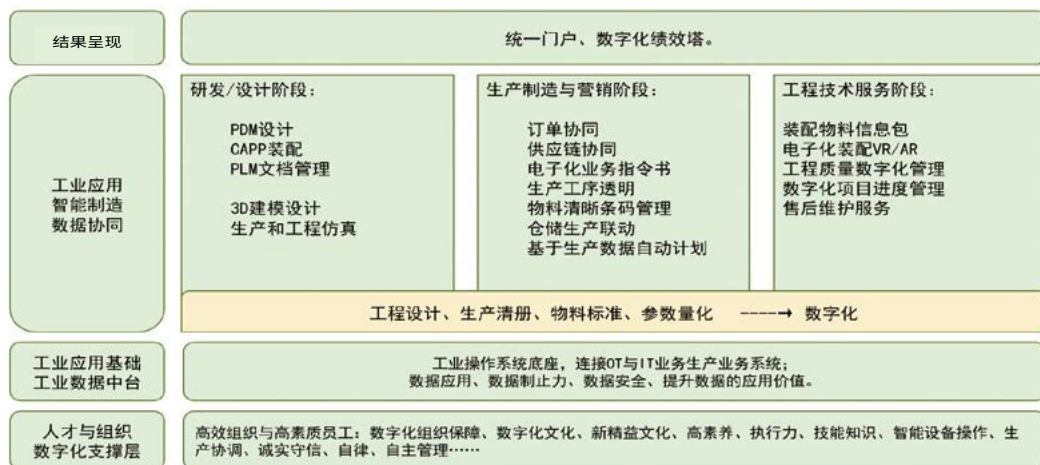 结果呈现
统一门户、数字化绩效塔。
工业应用
智能制造
数据协同
研发/设计阶段：
PDM设计
CAPP装配
PLM文档管理
3D建模设计
生产和工程仿真
生产制造与营销阶段：
订单协同
供应链协同
电子化业务指令书
生产工序透明
物料清晰条码管理
仓储生产联动
基于生产数据自动计划
工程技术服务阶段：
装配物料信息包
电子化装配VR/AR
工程质量数字化管理
数字化项目进度管理
售后维护服务
工程设计、生产清册、物料标准、参数量化 ----→ 数字化
工业应用基础
工业数据中台
工业操作系统底座，连接OT与IT业务生产业务系统；
数据应用、数据制止力、数据安全、提升数据的应用价值。
人才与组织
数字化支撑层
高效组织与高素质员工：数字化组织保障、数字化文化、新精益文化、高素养、执行力、技能知识、智能设备操作、生
产协调、诚实守信、自律、自主管理……